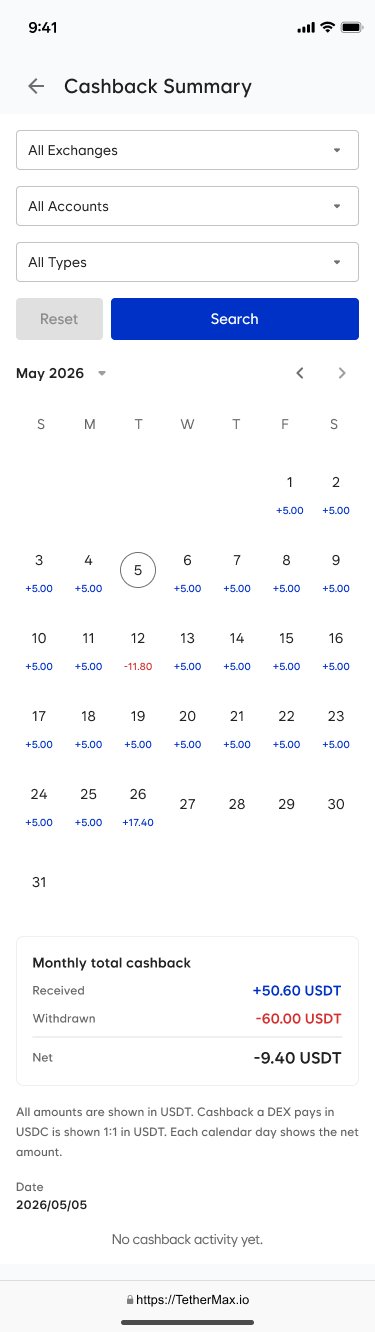 9:41
Cashback Summary
All Exchanges
All Accounts
All Types
Reset Search
May 2026
S M T W T F S
1 2
+5.00 +5.00
3 4 5 6 7 8 9
+5.00 +5.00 +5.00 +5.00 +5.00 +5.00
10 11 12 13 14 15 16
+5.00 +5.00 -11.80 +5.00 +5.00 +5.00 +5.00
17 18 19 20 21 22 23
+5.00 +5.00 +5.00 +5.00 +5.00 +5.00 +5.00
24 25 26 27 28 29 30
+5.00 +5.00 +17.40
31
Monthly total cashback
Received +50.60 USDT
Withdrawn -60.00 USDT
Net -9.40 USDT
All amounts are shown in USDT. Cashback a DEX pays in
USDC is shown 1:1 in USDT. Each calendar day shows the net
amount.
Date
2026/05/05
No cashback activity yet.
https://TetherMax.io